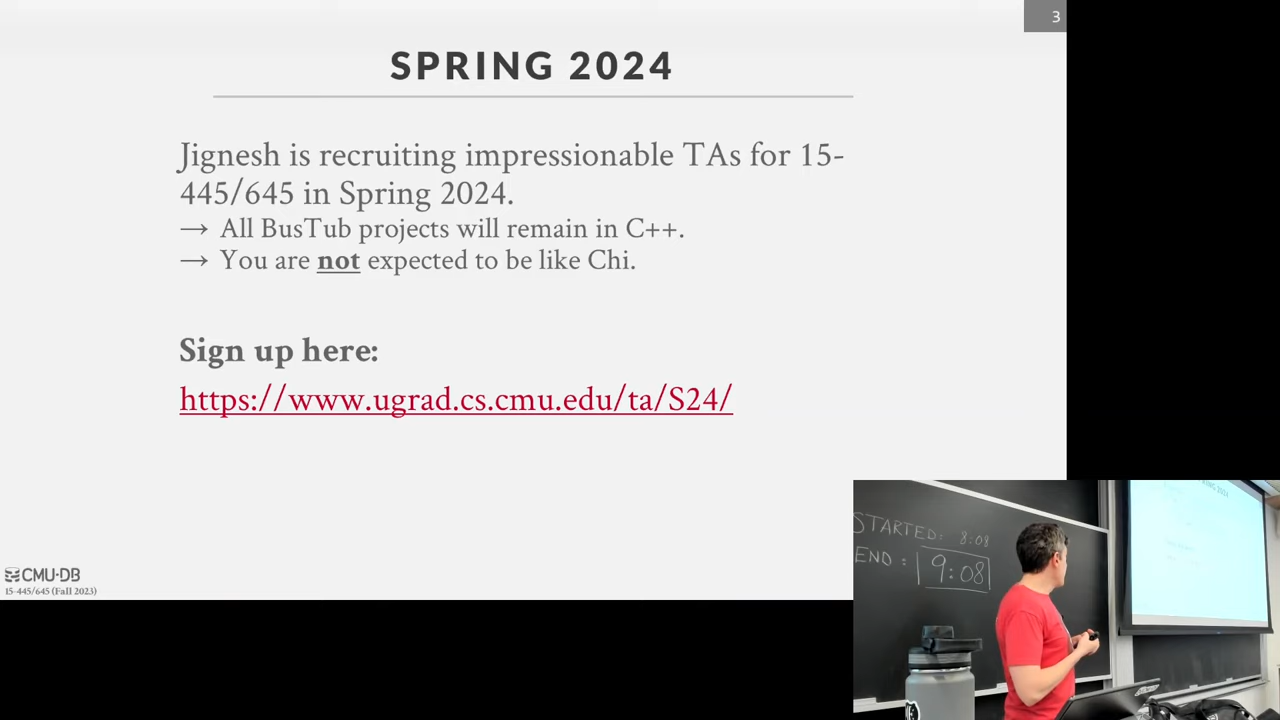 3
SPRING 2024
Jignesh is recruiting impressionable TAs for 15-
445/645 in Spring 2024.
→ All BusTub projects will remain in C++.
→ You are not expected to be like Chi.
Sign up here:
https://www.ugrad.cs.cmu.edu/ta/S24/
CMU·DB
15-445/645 (Fall 2023)
STARTED: 8:08
END: 9:08